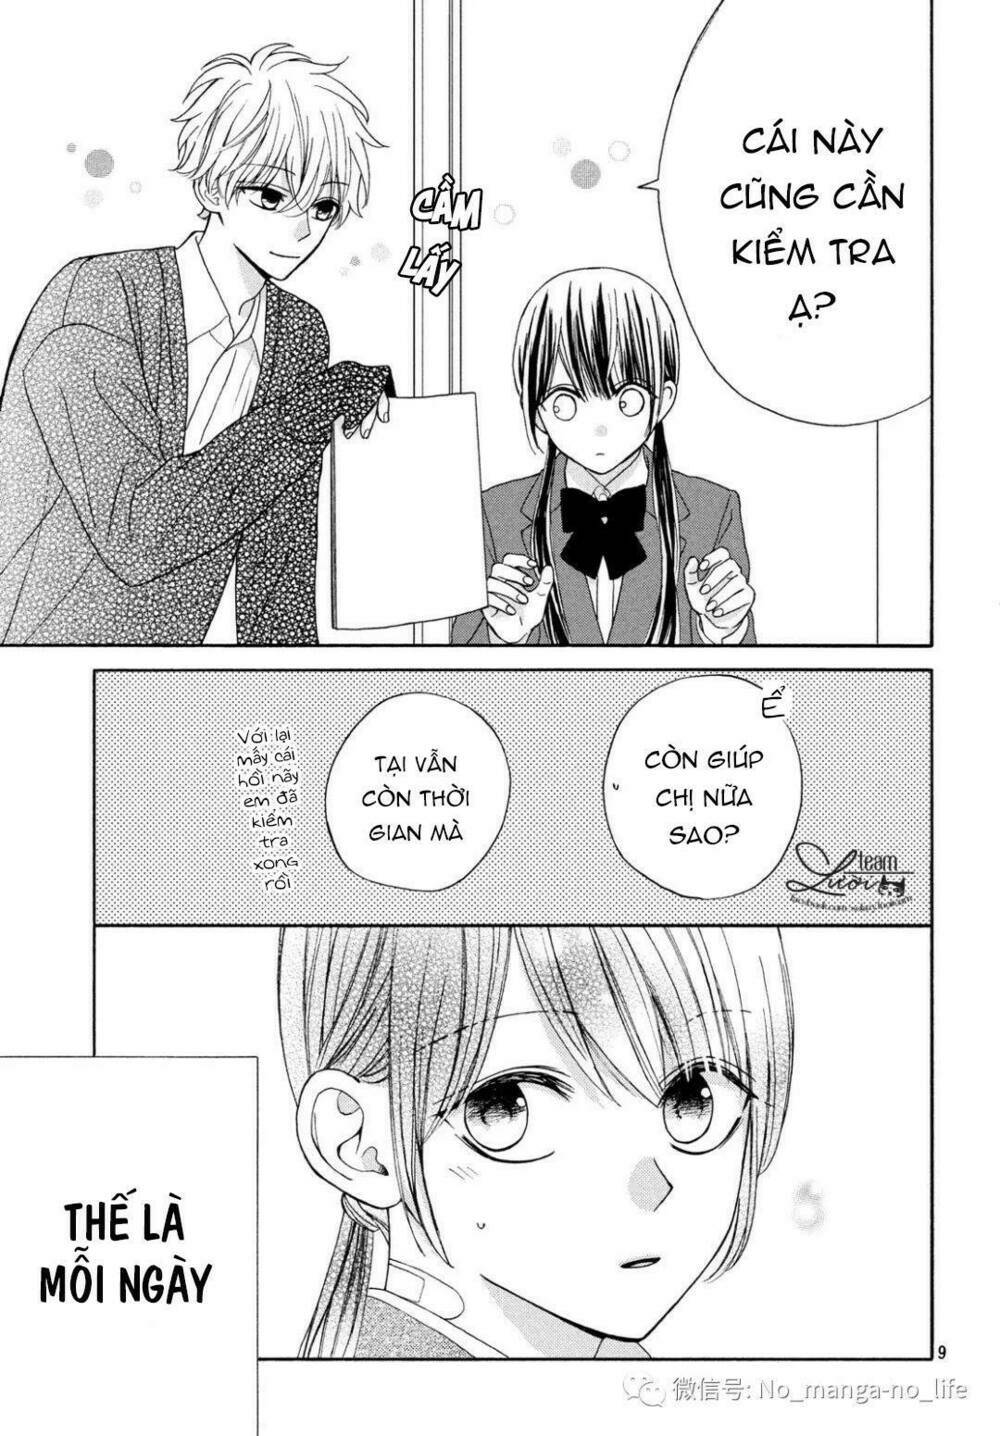 CÁI NÀY
CŨNG CẦN
KIỂM TRA
Ạ?
CẦM
LẤY
Ể
CÒN GIÚP
CHỊ NỮA
SAO?
TẠI VẪN
CÒN THỜI
GIAN MÀ
Với lại
mấy cái
hồi nãy
em đã
kiểm
tra
xong
rồi
team
Lười
THẾ LÀ
MỖI NGÀY
9
微信号: No_manga-no_life